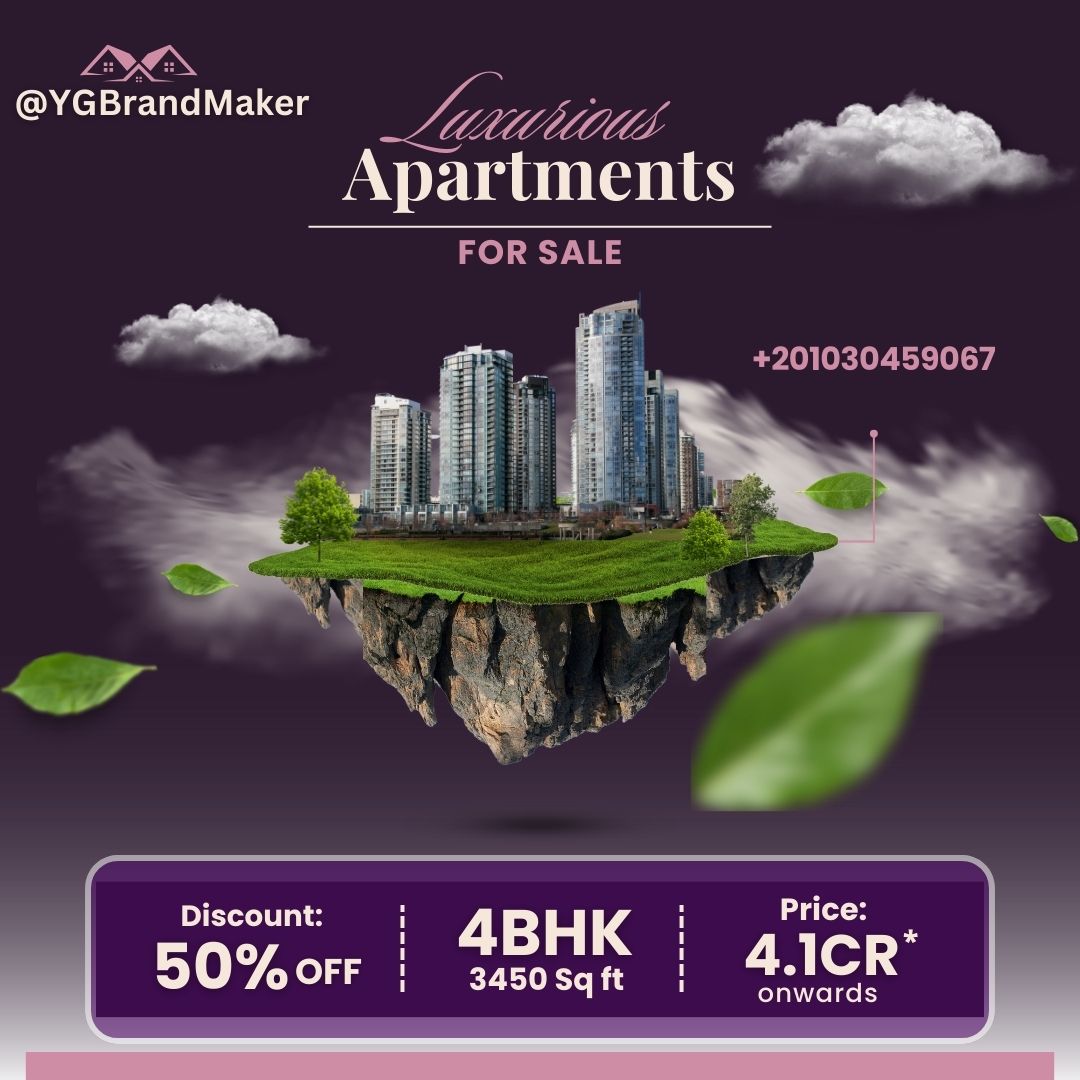 @YGBrandMaker
Luxurious
Apartments
FOR SALE
+201030459067
Discount:
50% OFF
4BHK
3450 Sq ft
Price:
4.1CR*
onwards